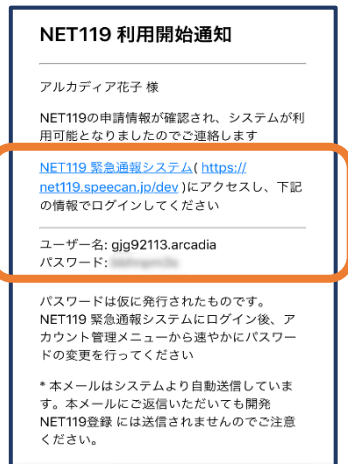 NET119 利用開始通知
アルカディア花子 様
NET119の申請情報が確認され、システムが利
用可能となりましたのでご連絡します
NET119 緊急通報システム( https://
net119.speecan.jp/dev )にアクセスし、下記
の情報でログインしてください
ユーザー名: gjg92113.arcadia
パスワード:
パスワードは仮に発行されたものです。
NET119 緊急通報システムにログイン後、ア
カウント管理メニューから速やかにパスワー
ドの変更を行ってください
* 本メールはシステムより自動送信していま
す。本メールにご返信いただいても開発
NET119登録 には送信されませんのでご注意
ください。